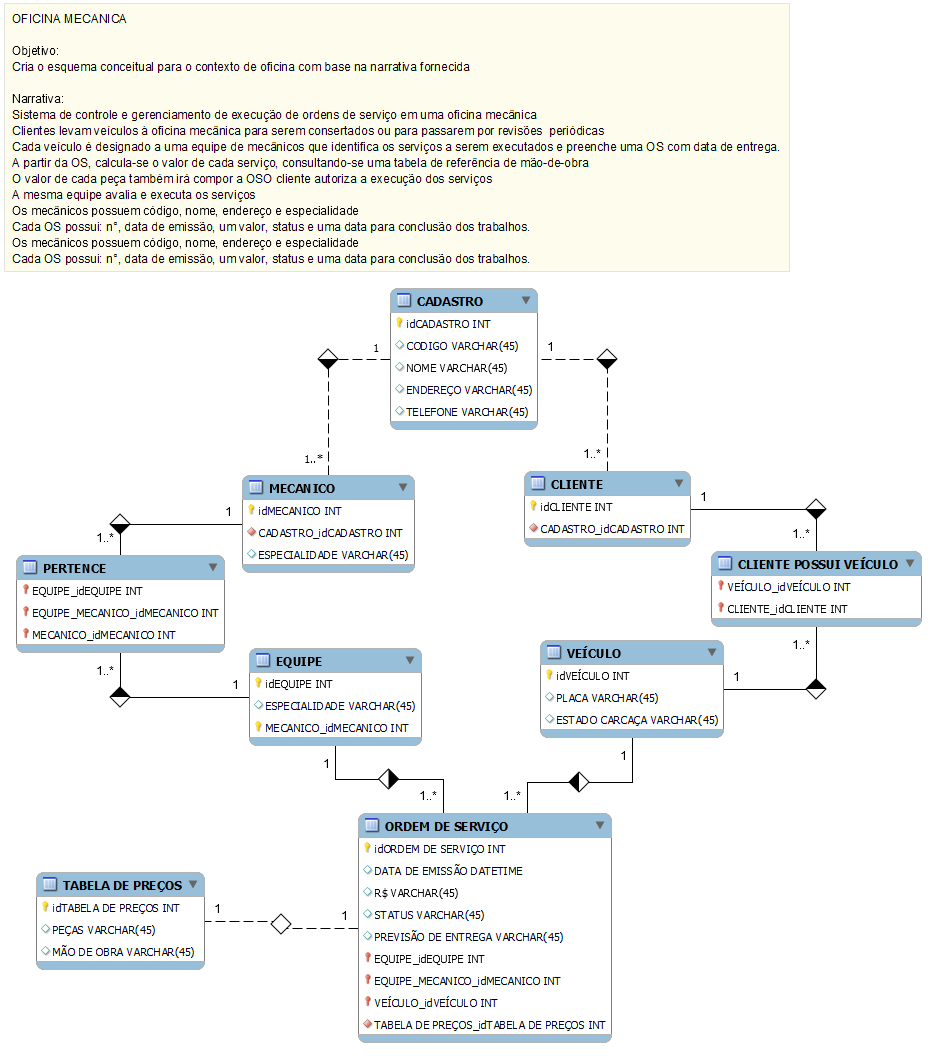 OFICINA MECANICA
Objetivo:
Cria o esquema conceitual para o contexto de oficina com base na narrativa fornecida
Narrativa:
Sistema de controle e gerenciamento de execução de ordens de serviço em uma oficina mecânica
Clientes levam veículos à oficina mecânica para serem consertados ou para passarem por revisões  periódicas
Cada veículo é designado a uma equipe de mecânicos que identifica os serviços a serem executados e preenche uma OS com data de entrega.
A partir da OS, calcula-se o valor de cada serviço, consultando-se uma tabela de referência de mão-de-obra
O valor de cada peça também irá compor a OSO cliente autoriza a execução dos serviços
A mesma equipe avalia e executa os serviços
Os mecânicos possuem código, nome, endereço e especialidade
Cada OS possui: n°, data de emissão, um valor, status e uma data para conclusão dos trabalhos.
Os mecânicos possuem código, nome, endereço e especialidade
Cada OS possui: n°, data de emissão, um valor, status e uma data para conclusão dos trabalhos.
CADASTRO
idCADASTRO INT
CODIGO VARCHAR(45)
NOME VARCHAR(45)
ENDEREÇO VARCHAR(45)
TELEFONE VARCHAR(45)
1
1
1..*
1..*
MECANICO
idMECANICO INT
CADASTRO_idCADASTRO INT
ESPECIALIDADE VARCHAR(45)
CLIENTE
idCLIENTE INT
CADASTRO_idCADASTRO INT
1
1..*
1
1..*
PERTENCE
EQUIPE_idEQUIPE INT
EQUIPE_MECANICO_idMECANICO INT
MECANICO_idMECANICO INT
CLIENTE POSSUI VEÍCULO
VEÍCULO_idVEÍCULO INT
CLIENTE_idCLIENTE INT
1..*
1
1..*
1
EQUIPE
idEQUIPE INT
ESPECIALIDADE VARCHAR(45)
MECANICO_idMECANICO INT
VEÍCULO
idVEÍCULO INT
PLACA VARCHAR(45)
ESTADO CARCAÇA VARCHAR(45)
1
1..*
1
1..*
ORDEM DE SERVIÇO
idORDEM DE SERVIÇO INT
DATA DE EMISSÃO DATETIME
R$ VARCHAR(45)
STATUS VARCHAR(45)
PREVISÃO DE ENTREGA VARCHAR(45)
EQUIPE_idEQUIPE INT
EQUIPE_MECANICO_idMECANICO INT
VEÍCULO_idVEÍCULO INT
TABELA DE PREÇOS_idTABELA DE PREÇOS INT
TABELA DE PREÇOS
idTABELA DE PREÇOS INT
PEÇAS VARCHAR(45)
MÃO DE OBRA VARCHAR(45)
1
1